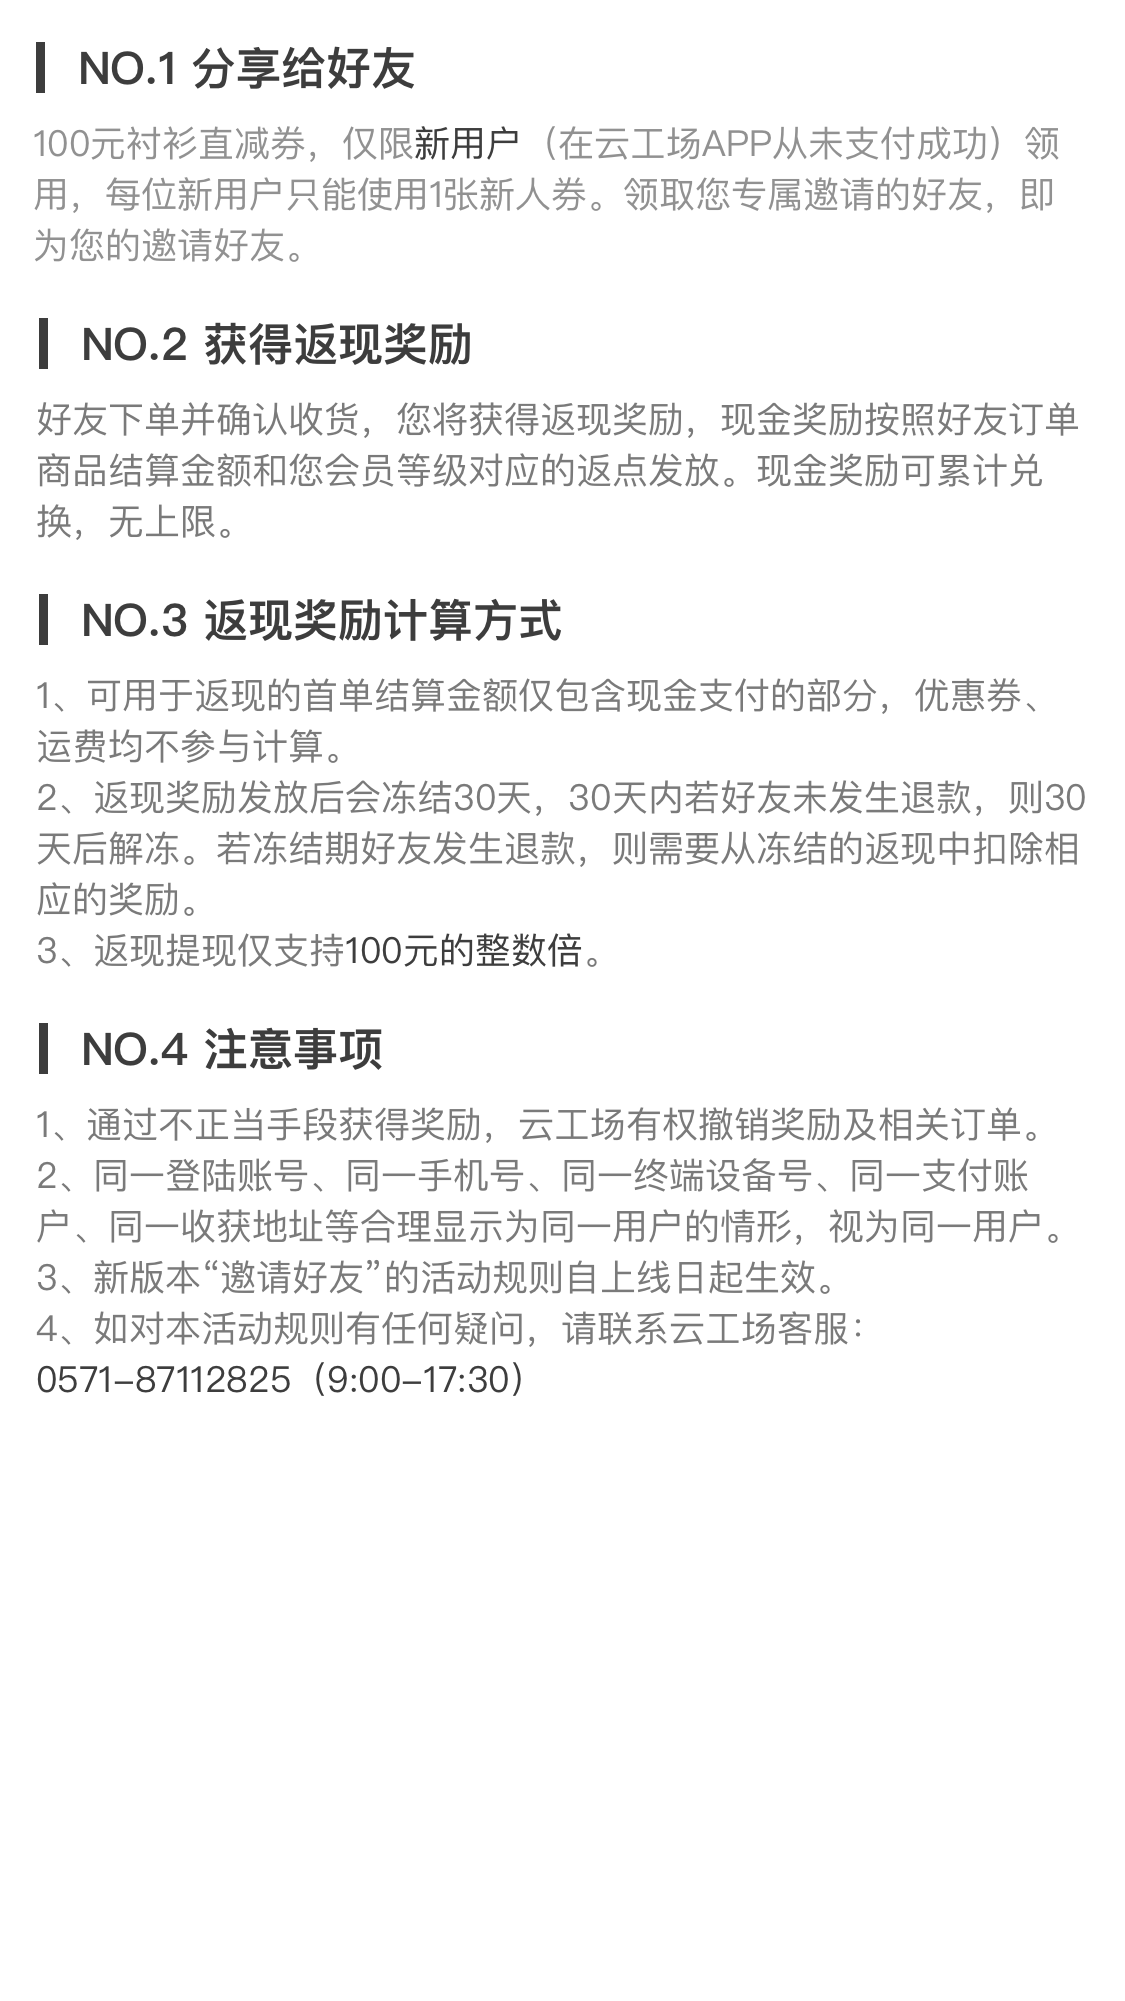 NO.1 分享给好友
100元衬衫直减券，仅限新用户（在云工场APP从未支付成功）领
用，每位新用户只能使用1张新人券。领取您专属邀请的好友，即
为您的邀请好友。
NO.2 获得返现奖励
好友下单并确认收货，您将获得返现奖励，现金奖励按照好友订单
商品结算金额和您会员等级对应的返点发放。现金奖励可累计兑
换，无上限。
NO.3 返现奖励计算方式
1、可用于返现的首单结算金额仅包含现金支付的部分，优惠券、
运费均不参与计算。
2、返现奖励发放后会冻结30天，30天内若好友未发生退款，则30
天后解冻。若冻结期好友发生退款，则需要从冻结的返现中扣除相
应的奖励。
3、返现提现仅支持100元的整数倍。
NO.4 注意事项
1、通过不正当手段获得奖励，云工场有权撤销奖励及相关订单。
2、同一登陆账号、同一手机号、同一终端设备号、同一支付账
户、同一收获地址等合理显示为同一用户的情形，视为同一用户。
3、新版本“邀请好友”的活动规则自上线日起生效。
4、如对本活动规则有任何疑问，请联系云工场客服：
0571-87112825（9:00-17:30）